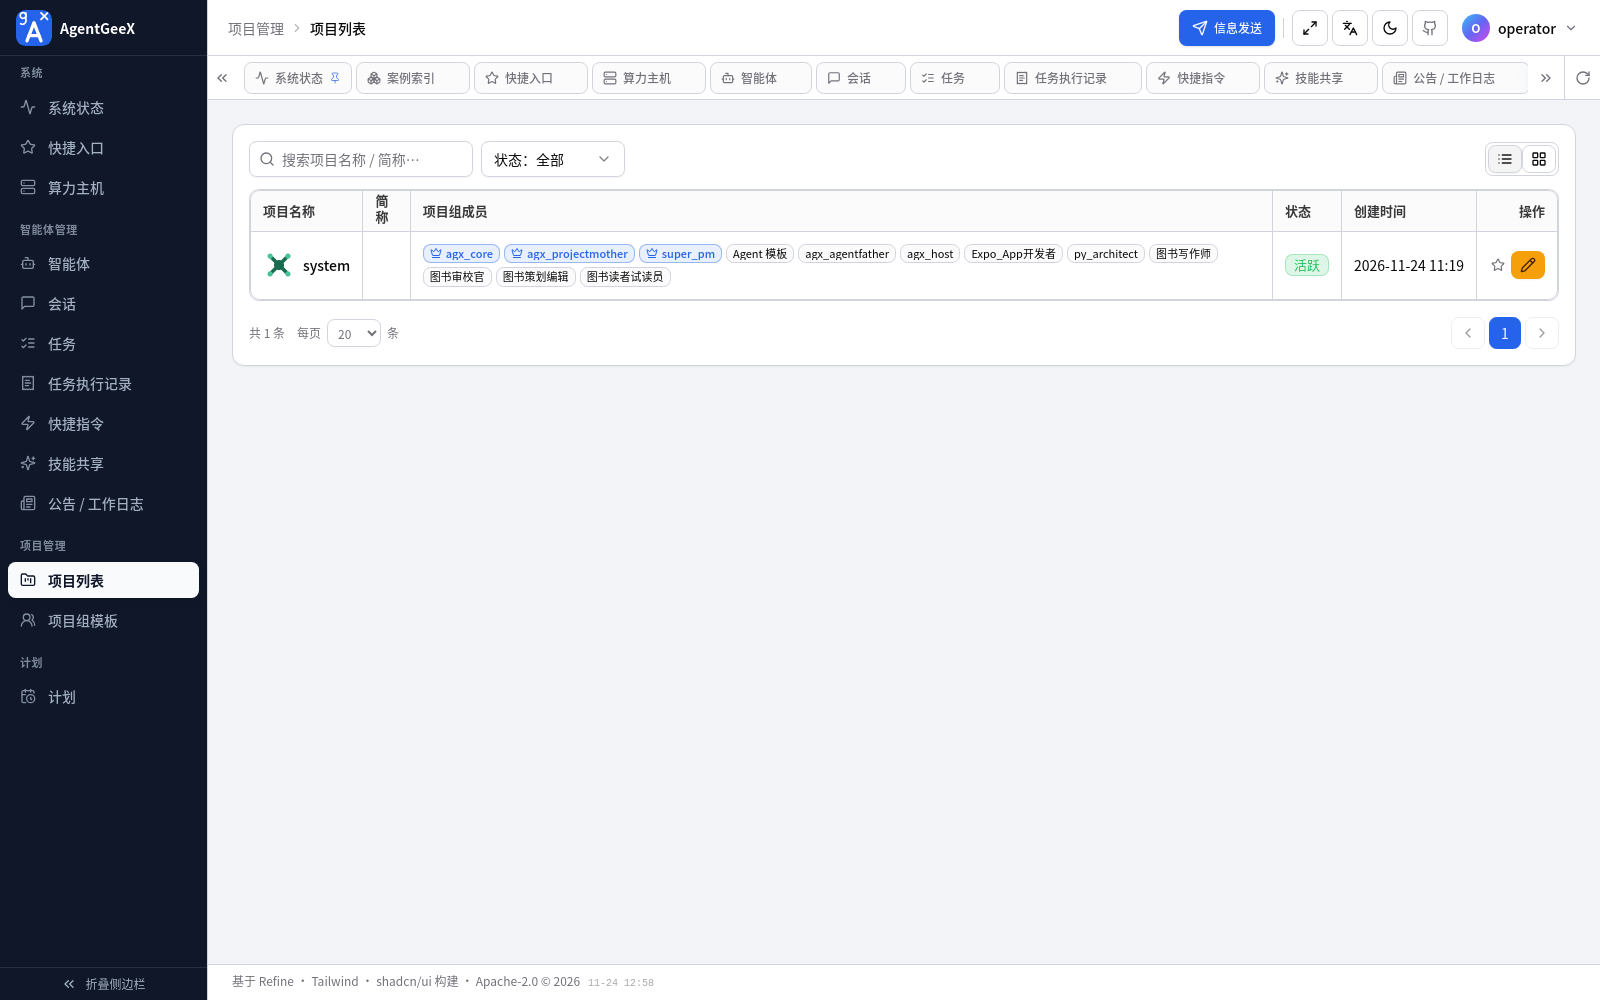 AgentGeeX
系统
系统状态
快捷入口
算力主机
智能体管理
智能体
会话
任务
任务执行记录
快捷指令
技能共享
公告 / 工作日志
项目管理
项目列表
项目组模板
计划
计划
折叠侧边栏
项目管理 > 项目列表
信息发送
O operator
系统状态 案例索引 快捷入口 算力主机 智能体 会话 任务 任务执行记录 快捷指令 技能共享 公告 / 工作日志
搜索项目名称 / 简称… 状态：全部
项目名称 简称 项目组成员 状态 创建时间 操作
system agx_core agx_projectmother super_pm Agent 模板 agx_agentfather agx_host Expo_App开发者 py_architect 图书写作师 活跃 2026-11-24 11:19
图书审校官 图书策划编辑 图书读者试读员
共 1 条 每页 20 条 1
基于 Refine · Tailwind · shadcn/ui 构建 · Apache-2.0 © 2026 11-24 12:58